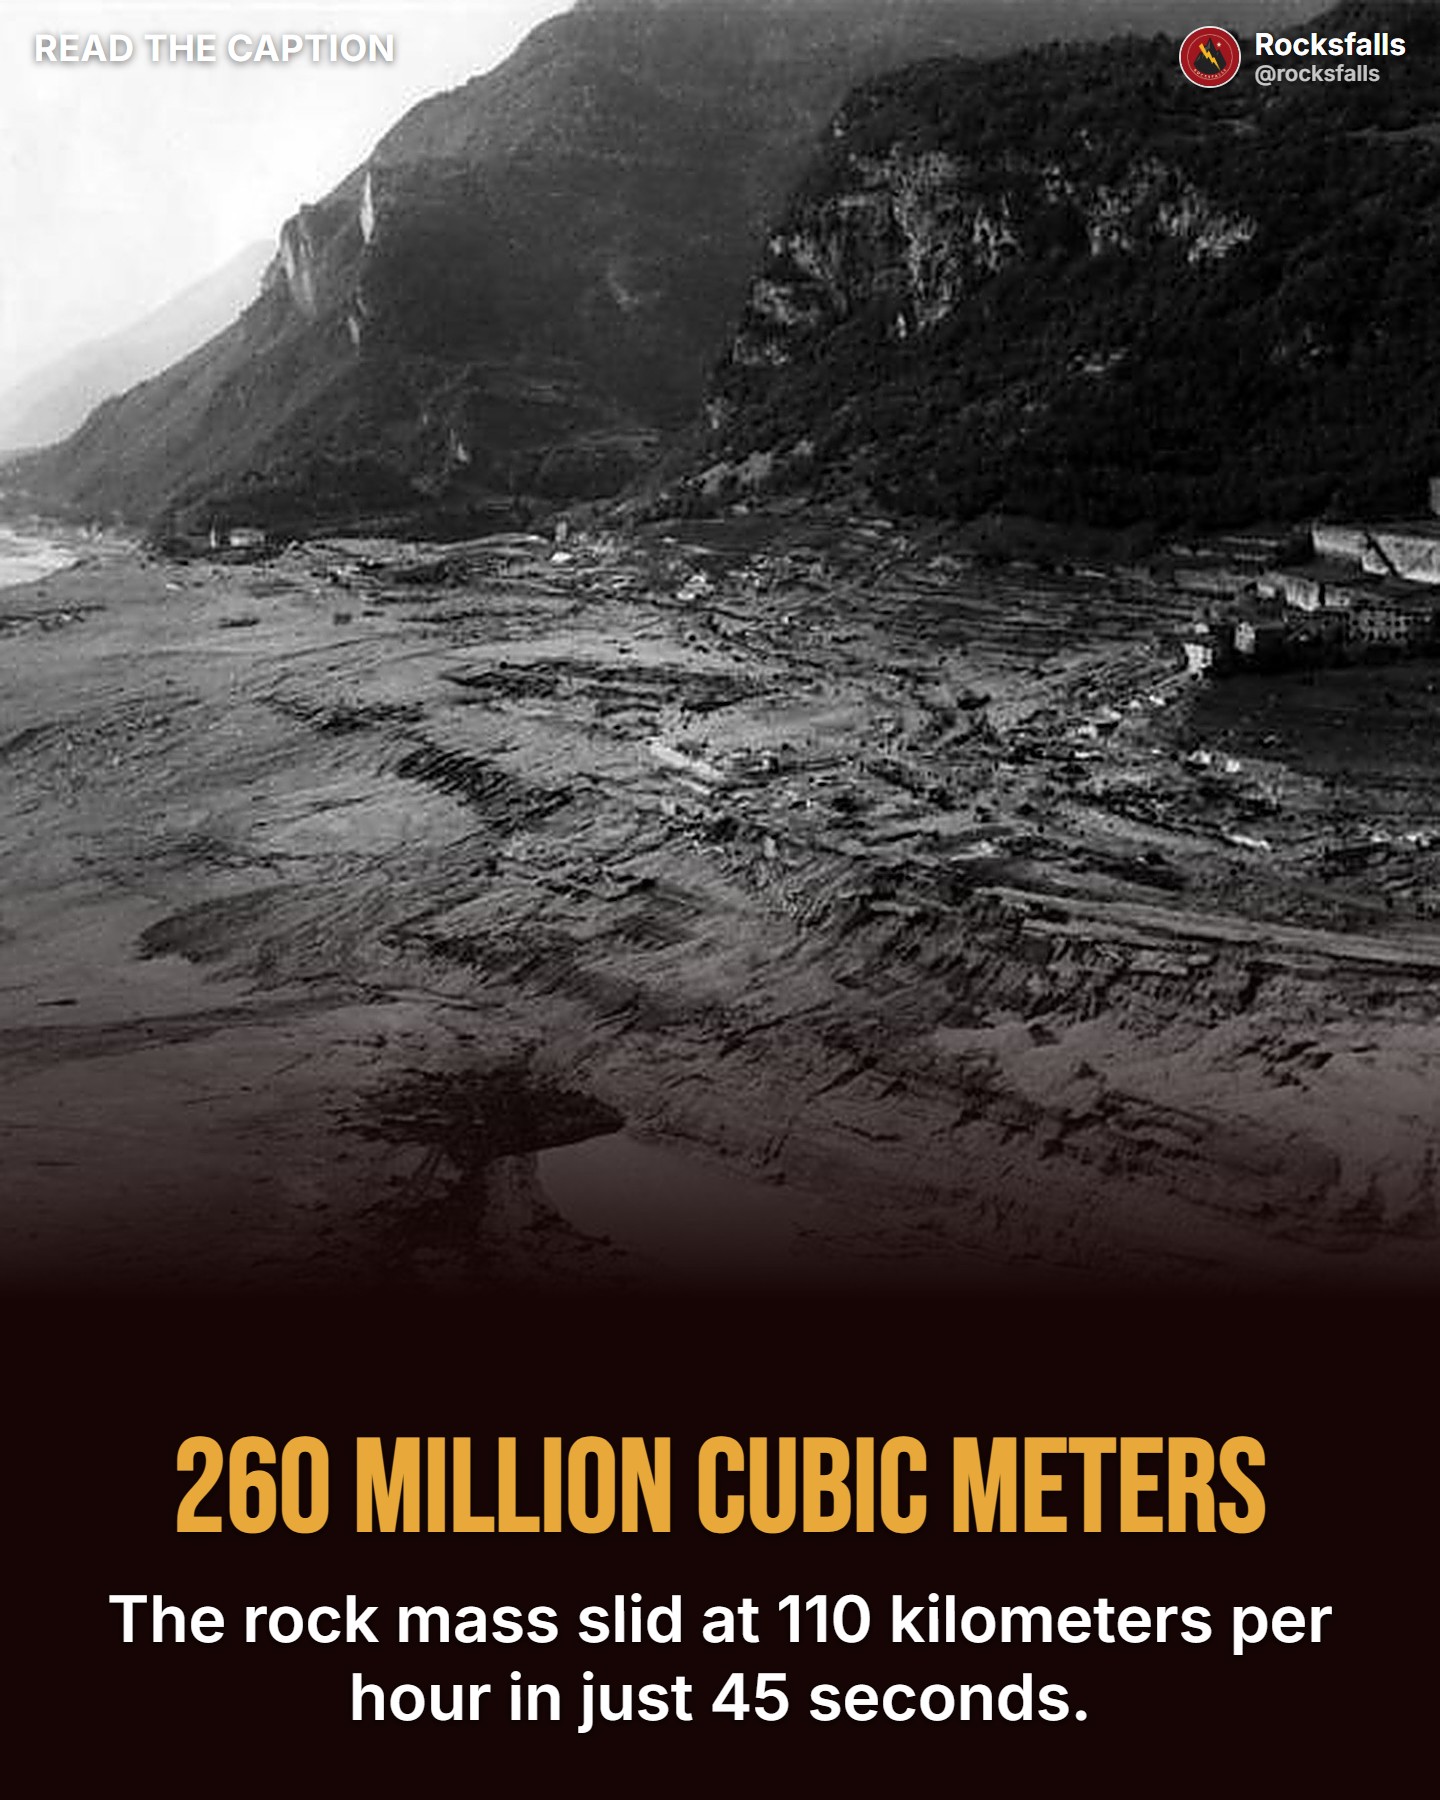 READ THE CAPTION
Rocksfalls
@rocksfalls
260 MILLION CUBIC METERS
The rock mass slid at 110 kilometers per
hour in just 45 seconds.